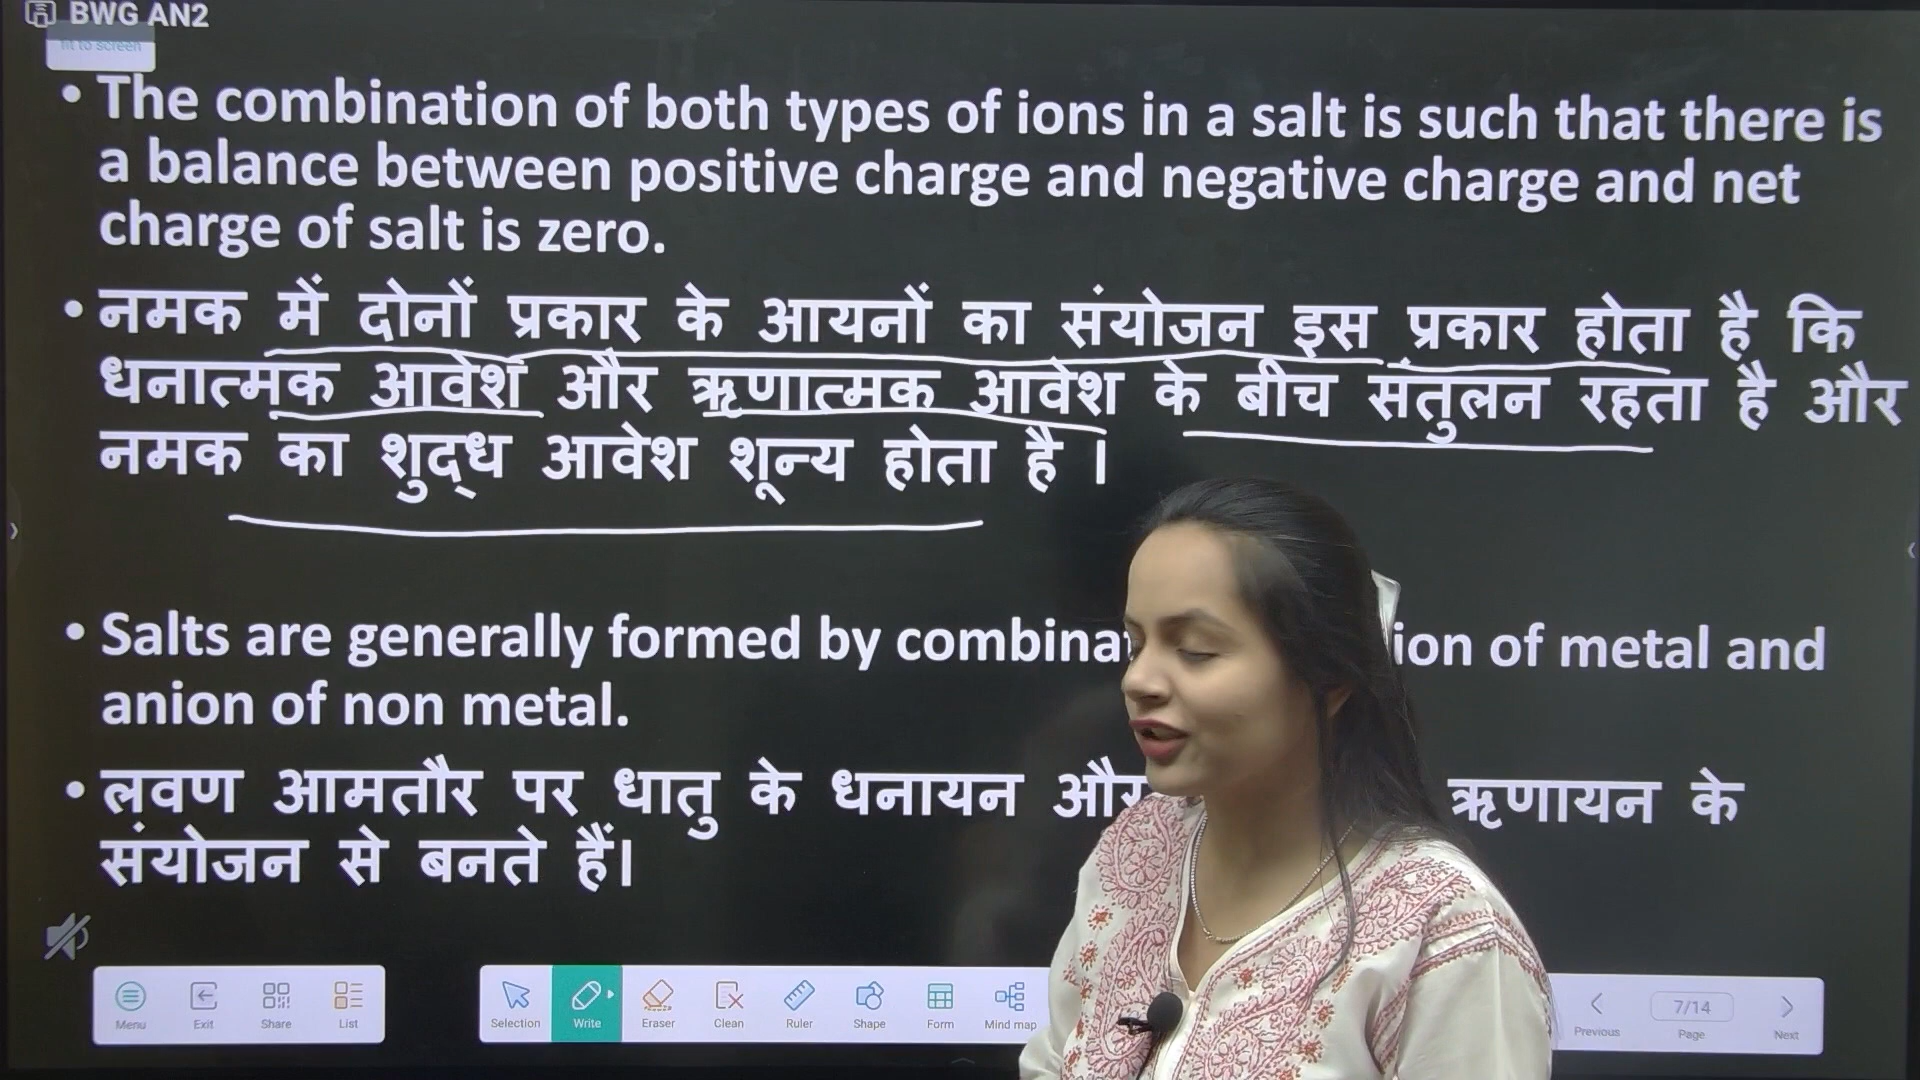 BWG AN2
fit to screen
• The combination of both types of ions in a salt is such that there is
a balance between positive charge and negative charge and net
charge of salt is zero.
• नमक में दोनों प्रकार के आयनों का संयोजन इस प्रकार होता है कि
धनात्मक आवेश और ऋणात्मक आवेश के बीच संतुलन रहता है और
नमक का शुद्ध आवेश शून्य होता है ।
• Salts are generally formed by ion of metal and
anion of non metal.
• लवण आमतौर पर धातु के धनायन और ऋणायन के
संयोजन से बनते हैं।
Menu Exit Share List Selection Write Eraser Clean Ruler Shape Form Mind map Previous 7/14 Page Next